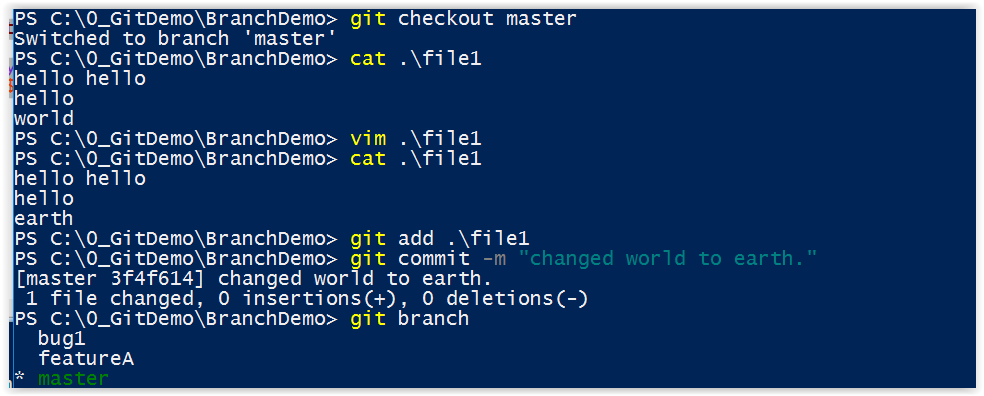 PS C:\0_GitDemo\BranchDemo> git checkout master
Switched to branch 'master'
PS C:\0_GitDemo\BranchDemo> cat .\file1
hello hello
hello
world
PS C:\0_GitDemo\BranchDemo> vim .\file1
PS C:\0_GitDemo\BranchDemo> cat .\file1
hello hello
hello
earth
PS C:\0_GitDemo\BranchDemo> git add .\file1
PS C:\0_GitDemo\BranchDemo> git commit -m "changed world to earth."
[master 3f4f614] changed world to earth.
 1 file changed, 0 insertions(+), 0 deletions(-)
PS C:\0_GitDemo\BranchDemo> git branch
  bug1
  featureA
* master